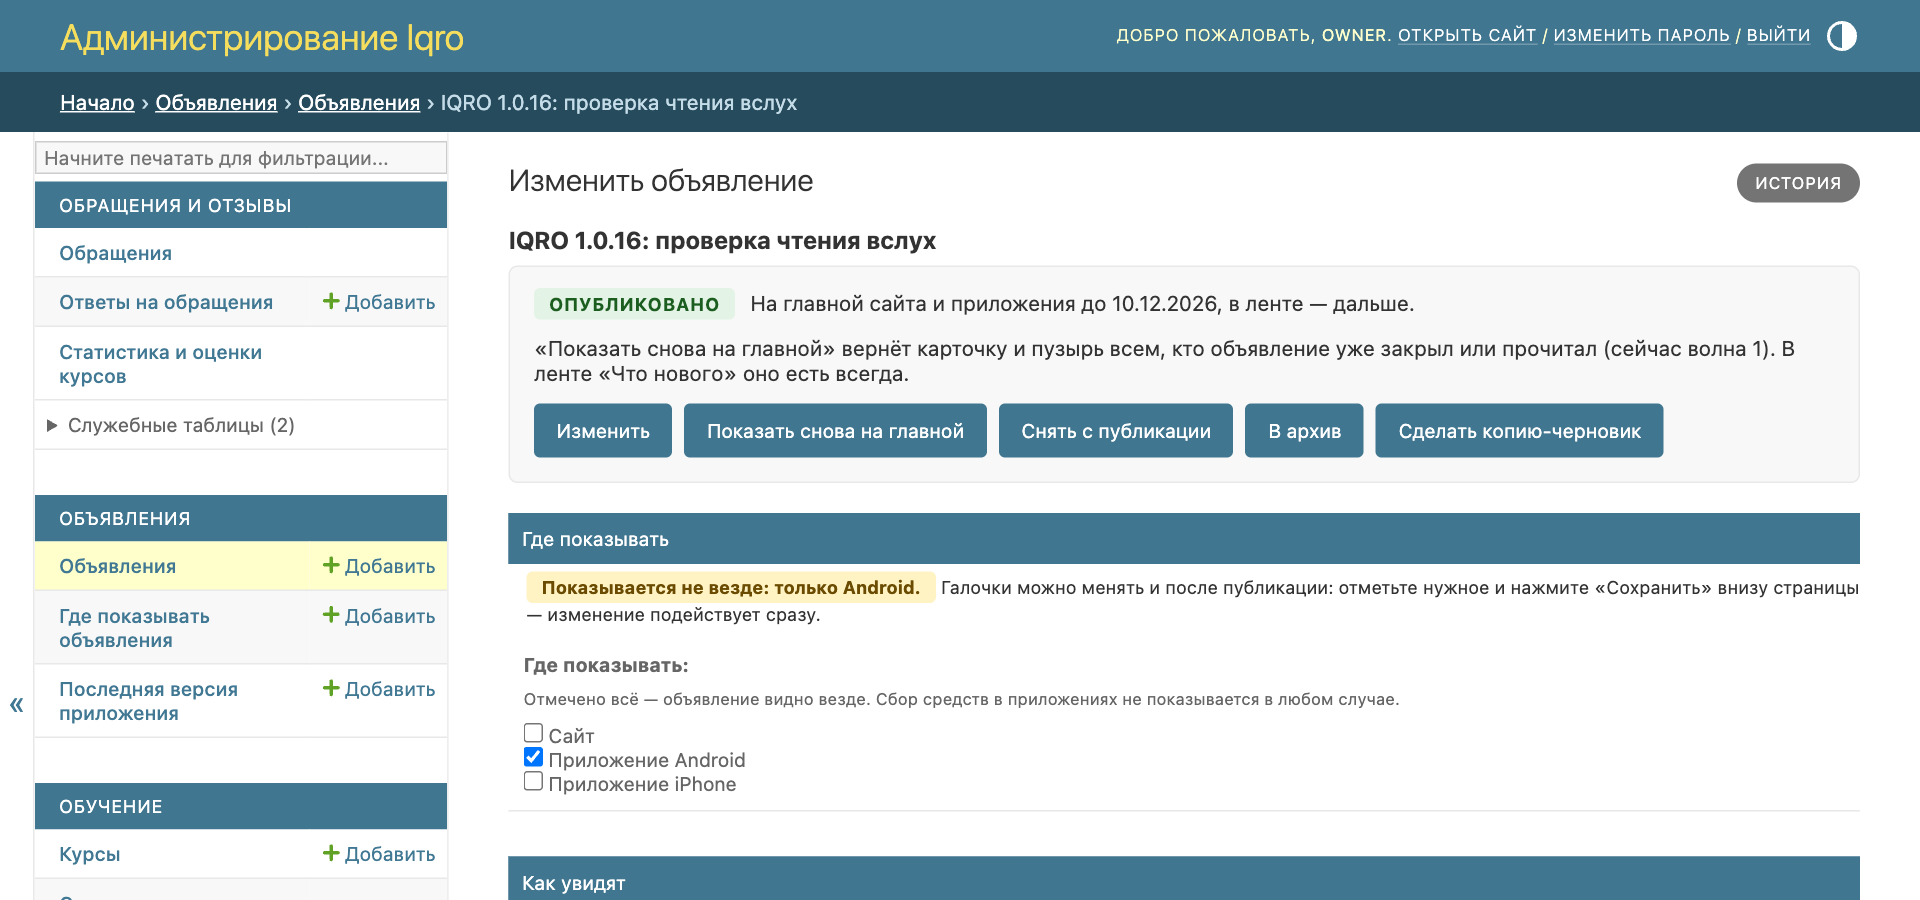 Администрирование Iqro
ДОБРО ПОЖАЛОВАТЬ, OWNER. ОТКРЫТЬ САЙТ / ИЗМЕНИТЬ ПАРОЛЬ / ВЫЙТИ
Начало › Объявления › Объявления › IQRO 1.0.16: проверка чтения вслух
Начните печатать для фильтрации...
ОБРАЩЕНИЯ И ОТЗЫВЫ
Обращения
Ответы на обращения + Добавить
Статистика и оценки
курсов
Служебные таблицы (2)
ОБЪЯВЛЕНИЯ
Объявления + Добавить
Где показывать + Добавить
объявления
Последняя версия + Добавить
приложения
«
ОБУЧЕНИЕ
Курсы + Добавить
Изменить объявление
ИСТОРИЯ
IQRO 1.0.16: проверка чтения вслух
ОПУБЛИКОВАНО На главной сайта и приложения до 10.12.2026, в ленте — дальше.
«Показать снова на главной» вернёт карточку и пузырь всем, кто объявление уже закрыл или прочитал (сейчас волна 1). В
ленте «Что нового» оно есть всегда.
Изменить Показать снова на главной Снять с публикации В архив Сделать копию-черновик
Где показывать
Показывается не везде: только Android. Галочки можно менять и после публикации: отметьте нужное и нажмите «Сохранить» внизу страницы
— изменение подействует сразу.
Где показывать:
Отмечено всё — объявление видно везде. Сбор средств в приложениях не показывается в любом случае.
Сайт
Приложение Android
Приложение iPhone
Как увидят